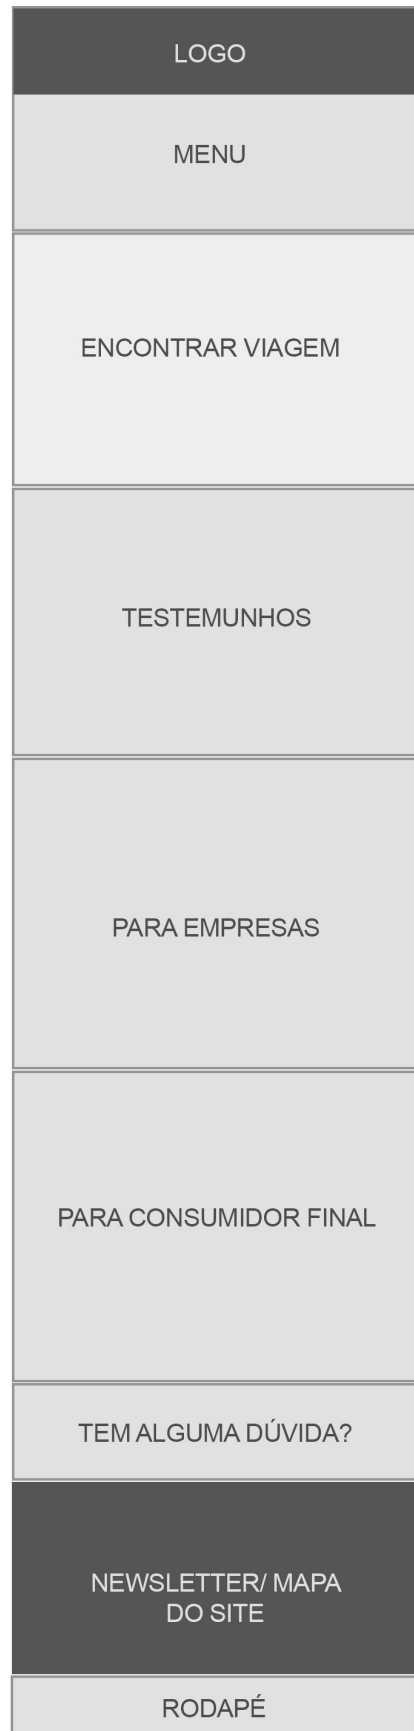 LOGO
MENU
ENCONTRAR VIAGEM
TESTEMUNHOS
PARA EMPRESAS
PARA CONSUMIDOR FINAL
TEM ALGUMA DÚVIDA?
NEWSLETTER/ MAPA
DO SITE
RODAPÉ